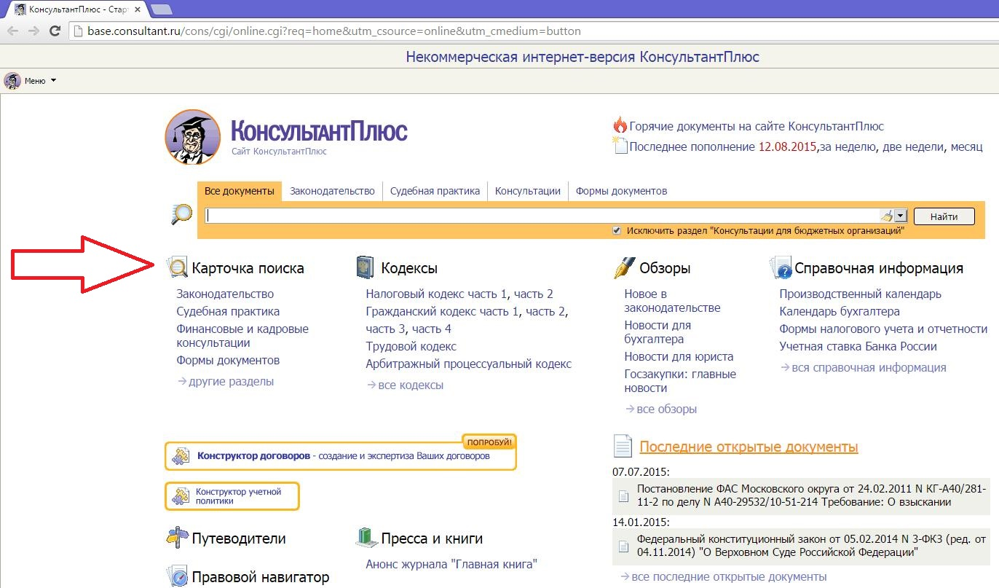 КонсультантПлюс - Стар
base.consultant.ru/cons/cgi/online.cgi?req=home&utm_csource=online&utm_cmedium=button
Некоммерческая интернет-версия КонсультантПлюс
Меню
КонсультантПлюс
Сайт КонсультантПлюс
Горячие документы на сайте КонсультантПлюс
Последнее пополнение 12.08.2015,за неделю, две недели, месяц
Все документы Законодательство Судебная практика Консультации Формы документов
Найти
Исключить раздел "Консультации для бюджетных организаций"
Карточка поиска
Законодательство
Судебная практика
Финансовые и кадровые
консультации
Формы документов
другие разделы
Кодексы
Налоговый кодекс часть 1, часть 2
Гражданский кодекс часть 1, часть 2,
часть 3, часть 4
Трудовой кодекс
Арбитражный процессуальный кодекс
все кодексы
Обзоры
Новое в
законодательстве
Новости для
бухгалтера
Новости для юриста
Госзакупки: главные
новости
все обзоры
Справочная информация
Производственный календарь
Календарь бухгалтера
Формы налогового учета и отчетности
Учетная ставка Банка России
вся справочная информация
ПОПРОБУЙ!
Конструктор договоров - создание и экспертиза Ваших договоров
Конструктор учетной
политики
Путеводители
Правовой навигатор
Пресса и книги
Анонс журнала "Главная книга"
Последние открытые документы
07.07.2015:
Постановление ФАС Московского округа от 24.02.2011 N КГ-А40/281-
11-2 по делу N А40-29532/10-51-214 Требование: О взыскании
14.01.2015:
Федеральный конституционный закон от 05.02.2014 N 3-ФКЗ (ред. от
04.11.2014) "О Верховном Суде Российской Федерации"
все последние открытые документы